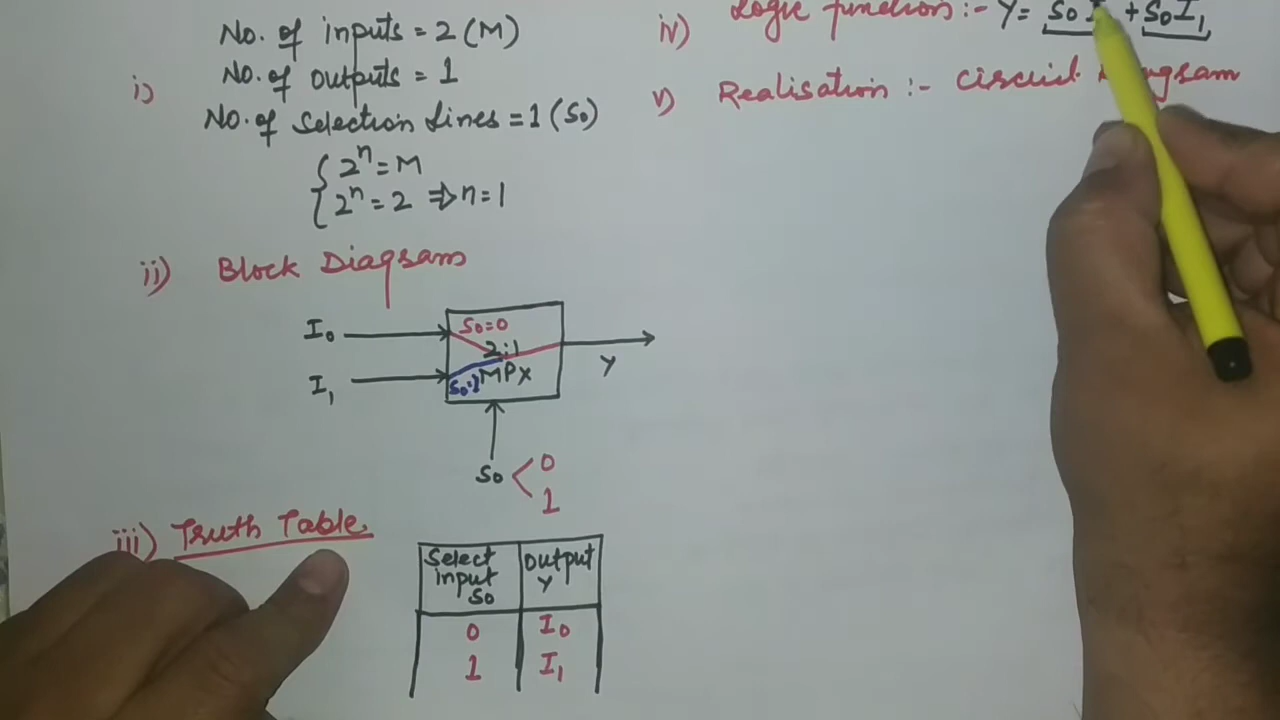 No. of inputs = 2 (M)
i) No. of outputs = 1
No. of Selection lines = 1 (S0)
{ 2^n = M
2^n = 2 ⇒ n = 1
ii) Block Diagram
I0
I1
S0=0
2:1
MPX
S0=1
Y
S0 < 0
1
iii) Truth Table
Select input S0 | Output Y
0 | I0
1 | I1
iv) Logic function :- Y = S0 + S0 I1
v) Realisation :- Circuit Diagram